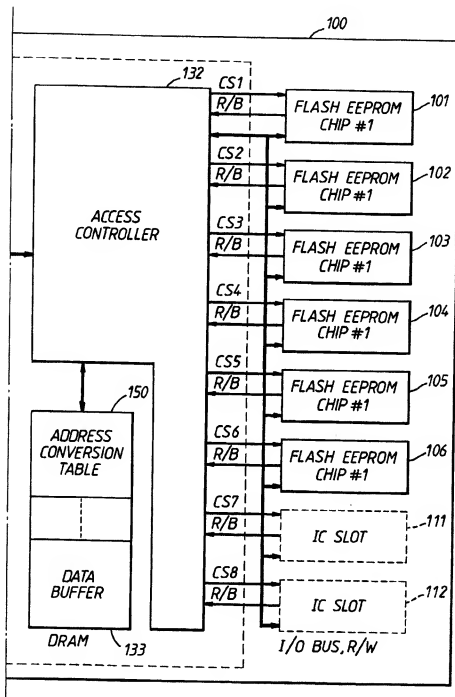 100
132
CS1
R/B
FLASH EEPROM
CHIP #1
101
CS2
R/B
FLASH EEPROM
CHIP #1
102
ACCESS
CONTROLLER
CS3
R/B
FLASH EEPROM
CHIP #1
103
CS4
R/B
FLASH EEPROM
CHIP #1
104
CS5
R/B
FLASH EEPROM
CHIP #1
105
150
ADDRESS
CONVERSION
TABLE
CS6
R/B
FLASH EEPROM
CHIP #1
106
CS7
R/B
IC SLOT
111
DATA
BUFFER
CS8
R/B
IC SLOT
112
DRAM
133
I/O BUS, R/W